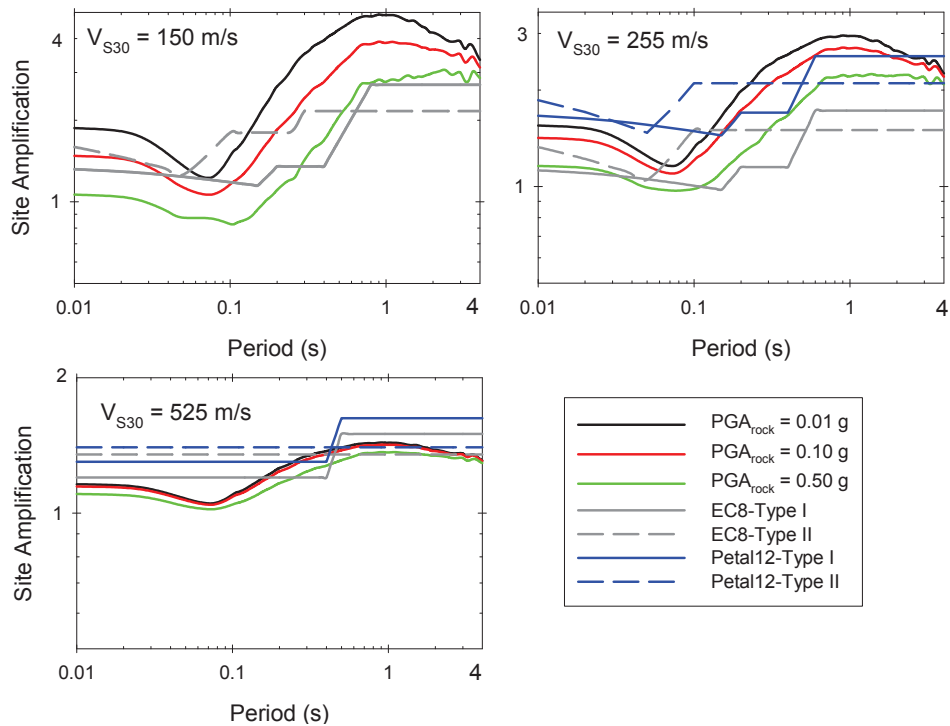 V_S30 = 150 m/s
4
1
Site Amplification
0.01
0.1
1
4
Period (s)
V_S30 = 255 m/s
3
1
Site Amplification
0.01
0.1
1
4
Period (s)
V_S30 = 525 m/s
2
1
Site Amplification
0.01
0.1
1
4
Period (s)
PGA_rock = 0.01 g
PGA_rock = 0.10 g
PGA_rock = 0.50 g
EC8-Type I
EC8-Type II
Petal12-Type I
Petal12-Type II